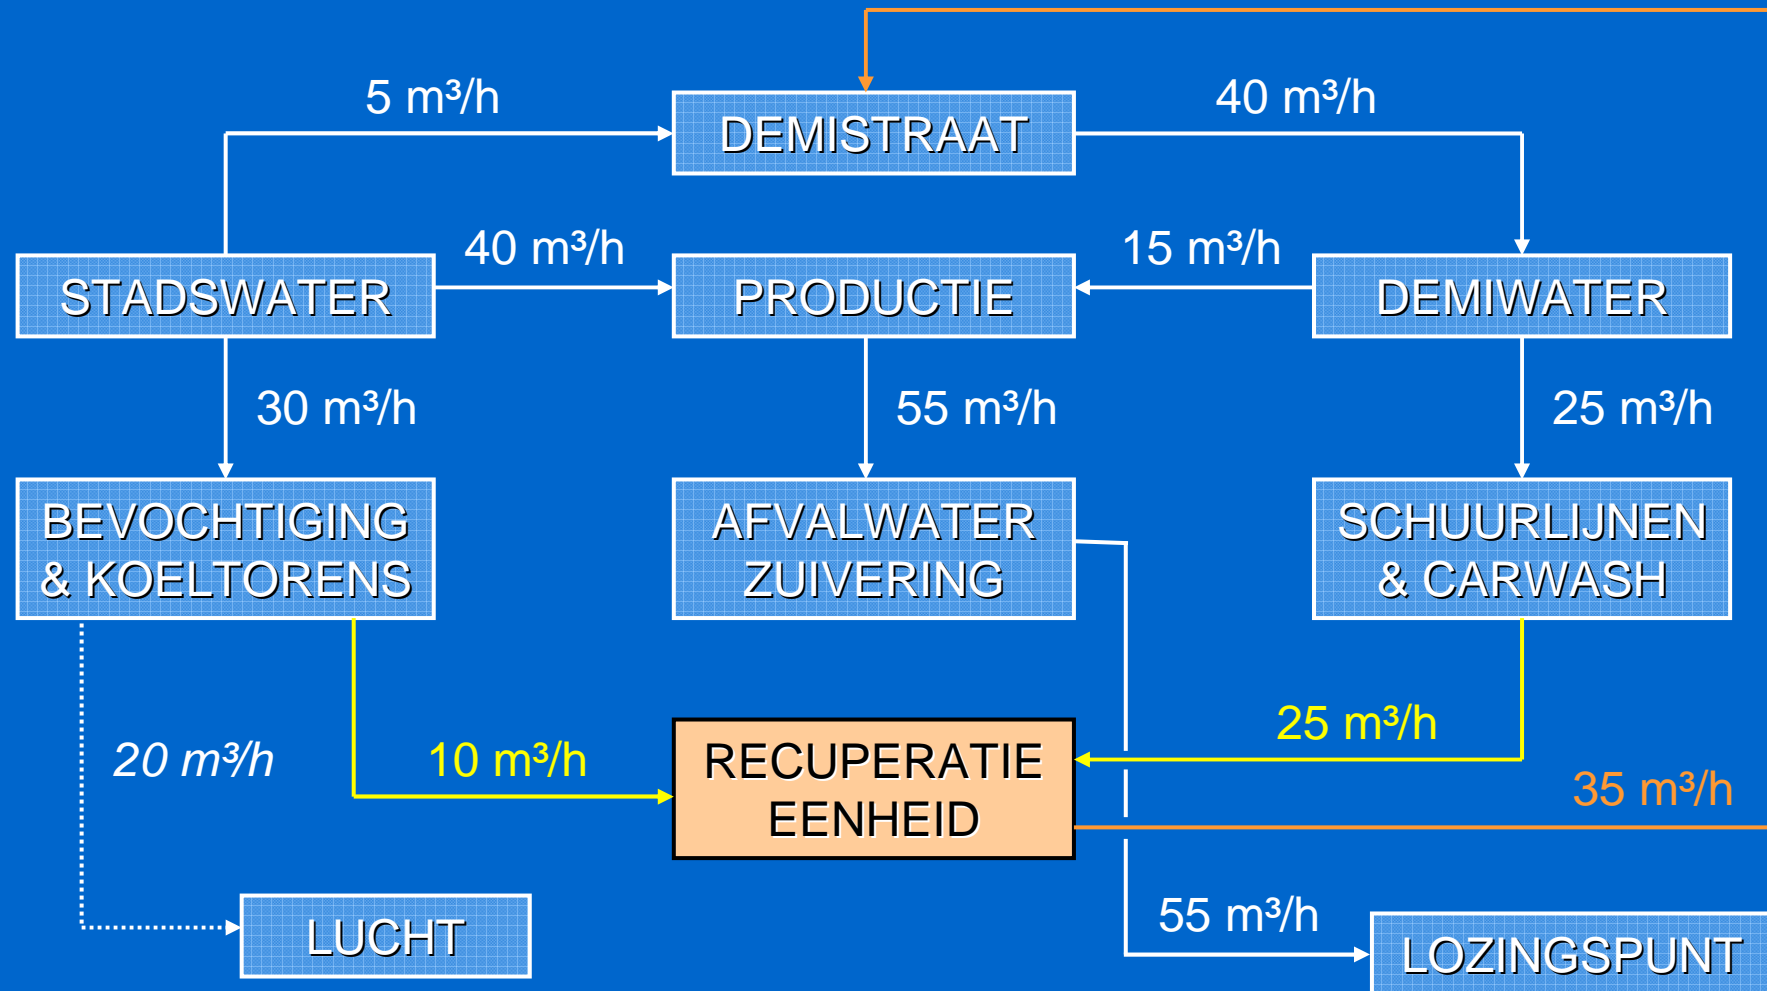 5 m³/h
DEMISTRAAT
40 m³/h
STADSWATER
40 m³/h
PRODUCTIE
15 m³/h
DEMIWATER
30 m³/h
55 m³/h
25 m³/h
BEVOCHTIGING
& KOELTORENS
AFVALWATER
ZUIVERING
SCHUURLIJNEN
& CARWASH
20 m³/h
10 m³/h
RECUPERATIE
EENHEID
25 m³/h
35 m³/h
LUCHT
55 m³/h
LOZINGSPUNT